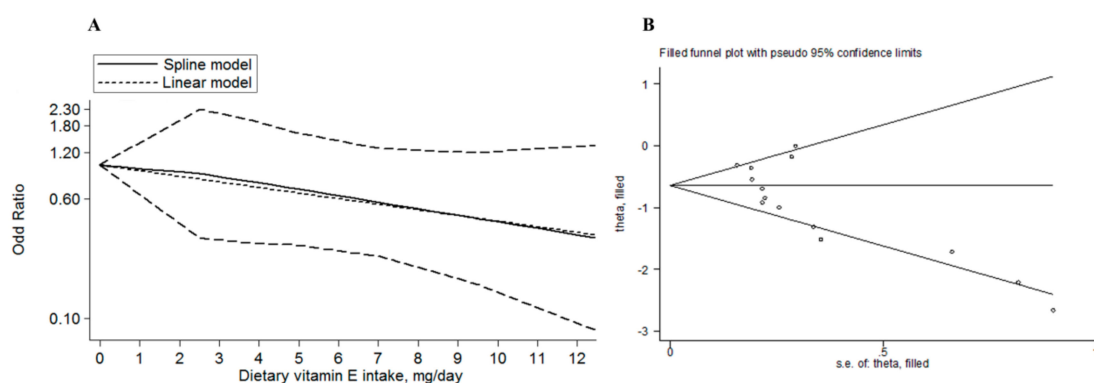 A
Spline model
Linear model
2.30
1.80
1.20
0.60
0.10
Odd Ratio
0 1 2 3 4 5 6 7 8 9 10 11 12
Dietary vitamin E intake, mg/day
B
Filled funnel plot with pseudo 95% confidence limits
theta, filled
1
0
-1
-2
-3
0 .5 1
s.e. of: theta, filled